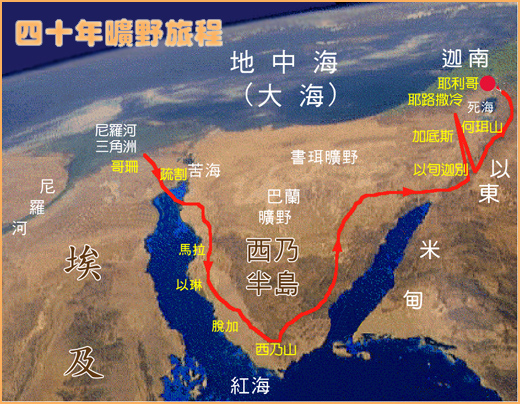 四十年曠野旅程
地中海
(大海)
迦南
耶利哥
耶路撒冷
死海
何珥山
加底斯
以旬迦別
以東
尼羅河
三角洲
哥珊
疏割
苦海
書珥曠野
巴蘭
曠野
尼羅河
埃及
馬拉
以琳
脫加
西乃
半島
西乃山
米甸
紅海